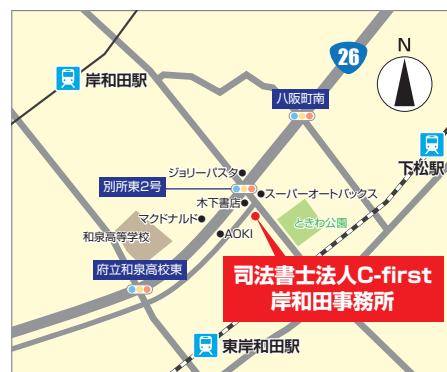 26
N
岸和田駅
八阪町南
下松駅
ジョリーパスタ
別所東2号
スーパーオートバックス
木下書店
マクドナルド
ときわ公園
和泉高等学校
AOKI
府立和泉高校東
司法書士法人C-first
岸和田事務所
東岸和田駅